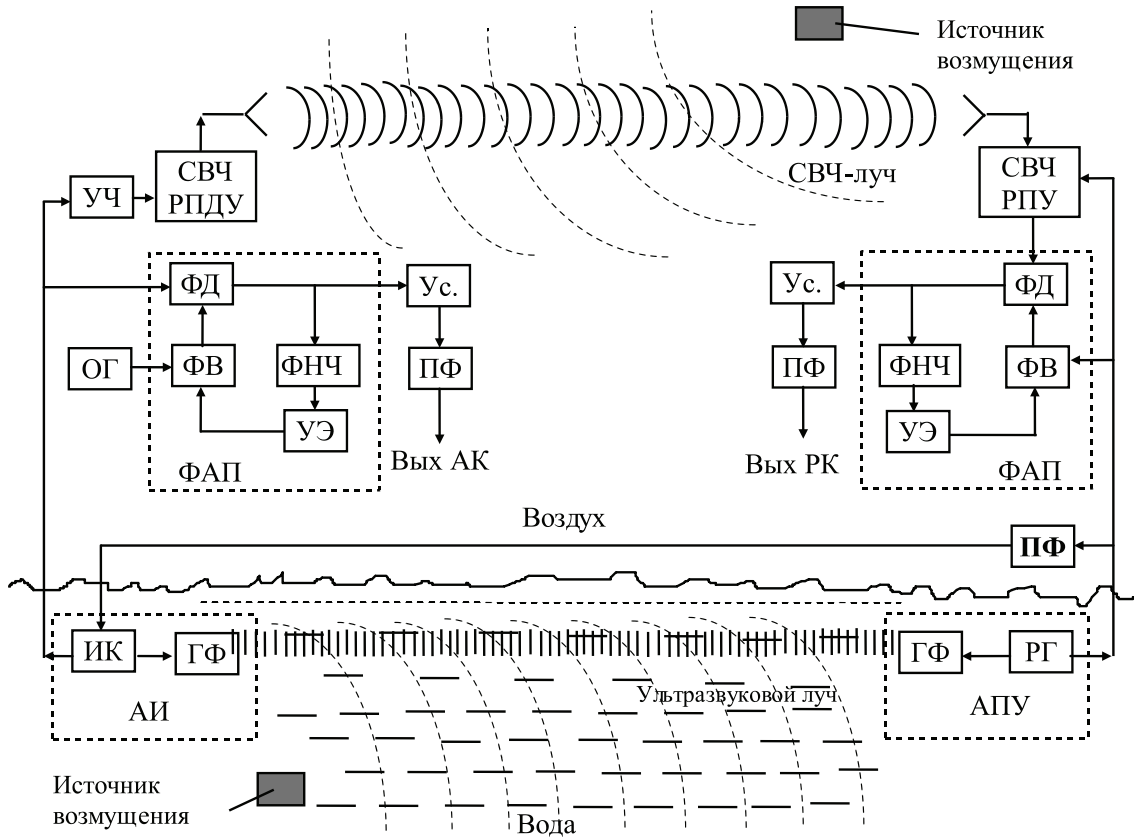 Источник
возмущения
СВЧ-луч
УЧ
СВЧ
РПДУ
СВЧ
РПУ
ФД
Ус.
Ус.
ФД
ОГ
ФВ
ФНЧ
ПФ
ПФ
ФНЧ
ФВ
УЭ
УЭ
ФАП
Вых АК
Вых РК
ФАП
Воздух
ПФ
ИК
ГФ
ГФ
РГ
АИ
Ультразвуковой луч
АПУ
Источник
возмущения
Вода